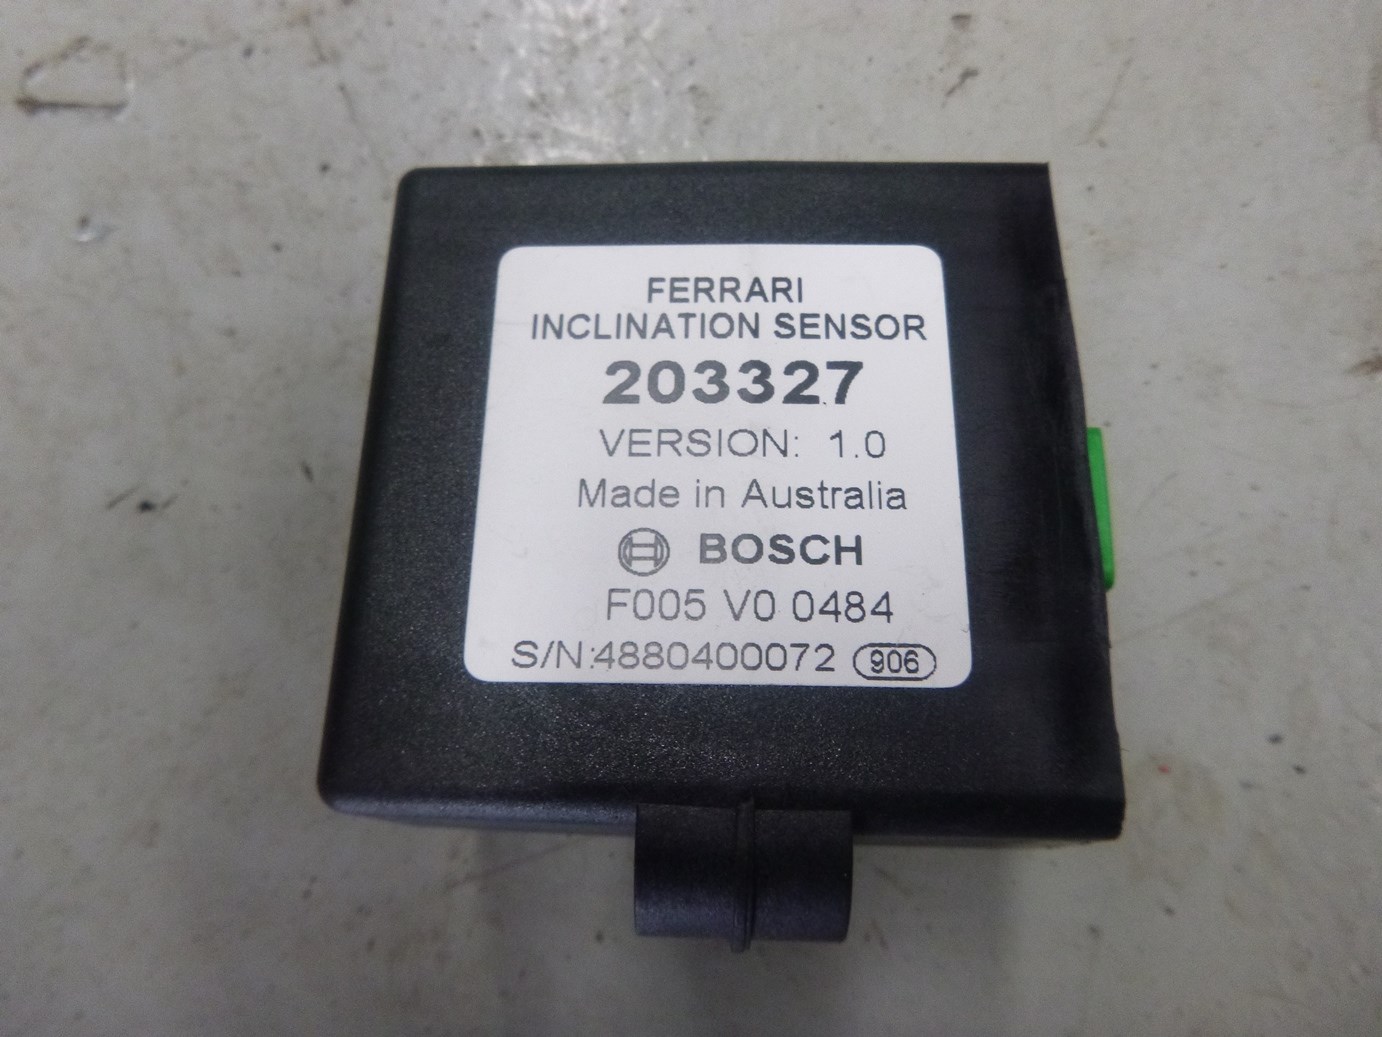 FERRARI
INCLINATION SENSOR
203327
VERSION: 1.0
Made in Australia
BOSCH
F005 V0 0484
S/N:4880400072 906